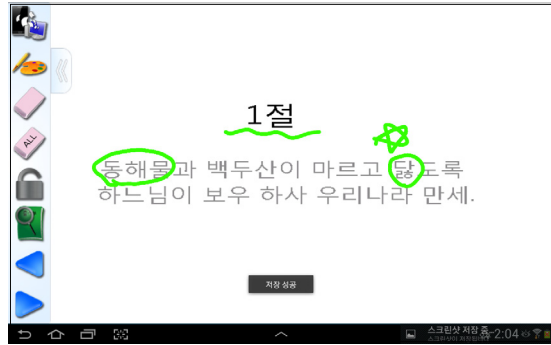 ALL
1절
동해물과 백두산이 마르고 닳도록
하느님이 보우 하사 우리나라 만세.
저장 성공
스크린샷 저장 중
2:04